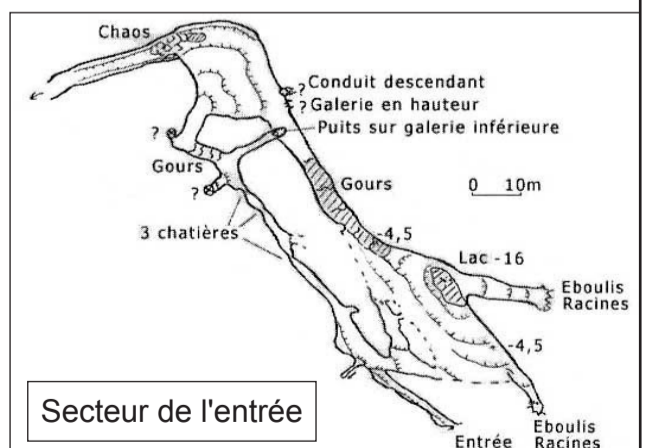 Chaos
? Conduit descendant
? Galerie en hauteur
Puits sur galerie inférieure
?
Gours
Gours
0 10m
?
3 chatières
-4,5
Lac -16
Eboulis
Racines
-4,5
Secteur de l'entrée
Entrée
Eboulis
Racines